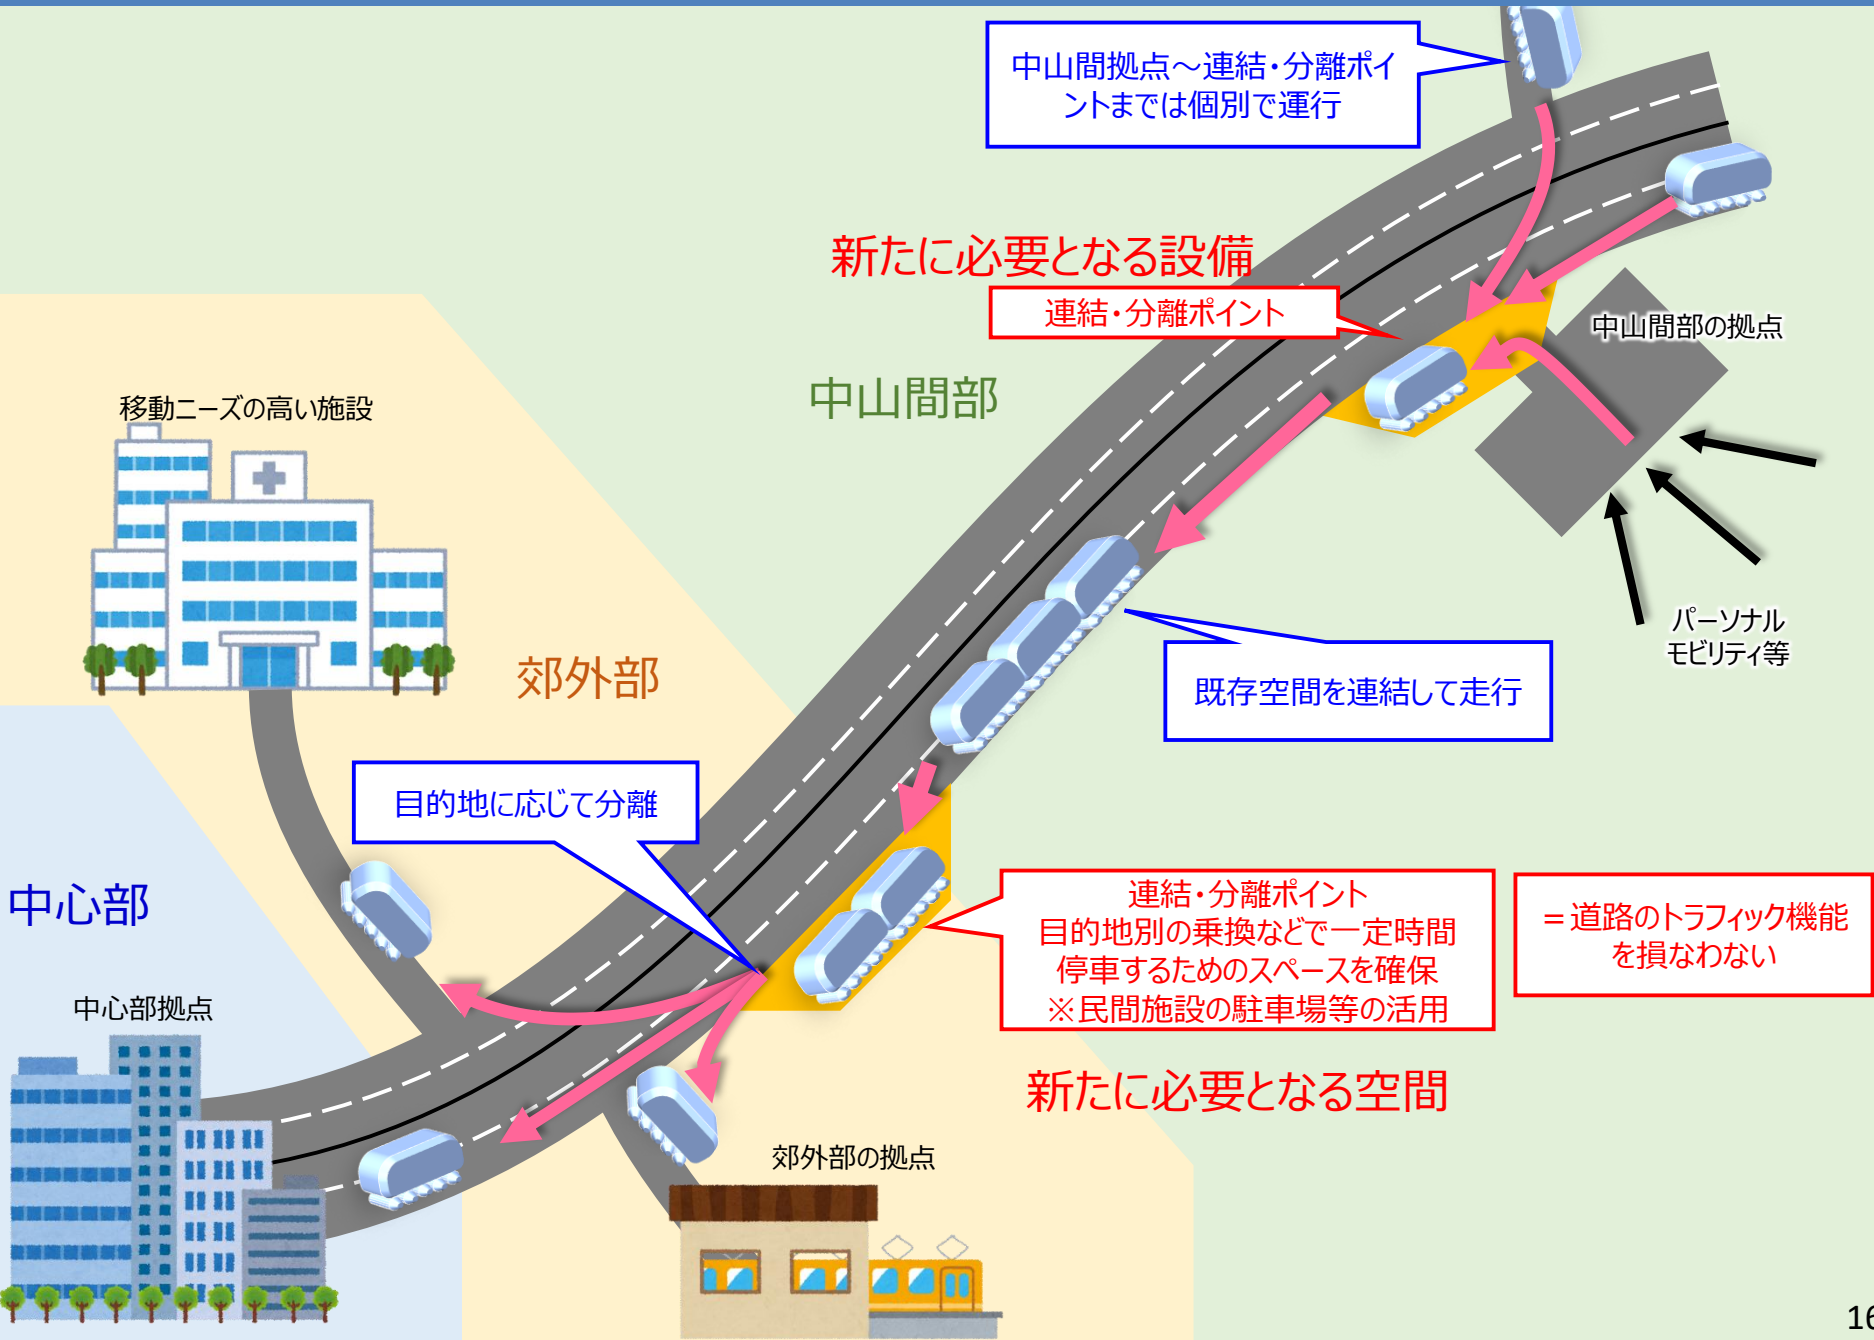 中山間拠点～連結・分離ポイ
ントまでは個別で運行
新たに必要となる設備
連結・分離ポイント
中山間部の拠点
中山間部
移動ニーズの高い施設
パーソナル
モビリティ等
郊外部
既存空間を連結して走行
目的地に応じて分離
中心部
連結・分離ポイント
目的地別の乗換などで一定時間
停車するためのスペースを確保
※民間施設の駐車場等の活用
＝道路のトラフィック機能
を損なわない
中心部拠点
新たに必要となる空間
郊外部の拠点
16